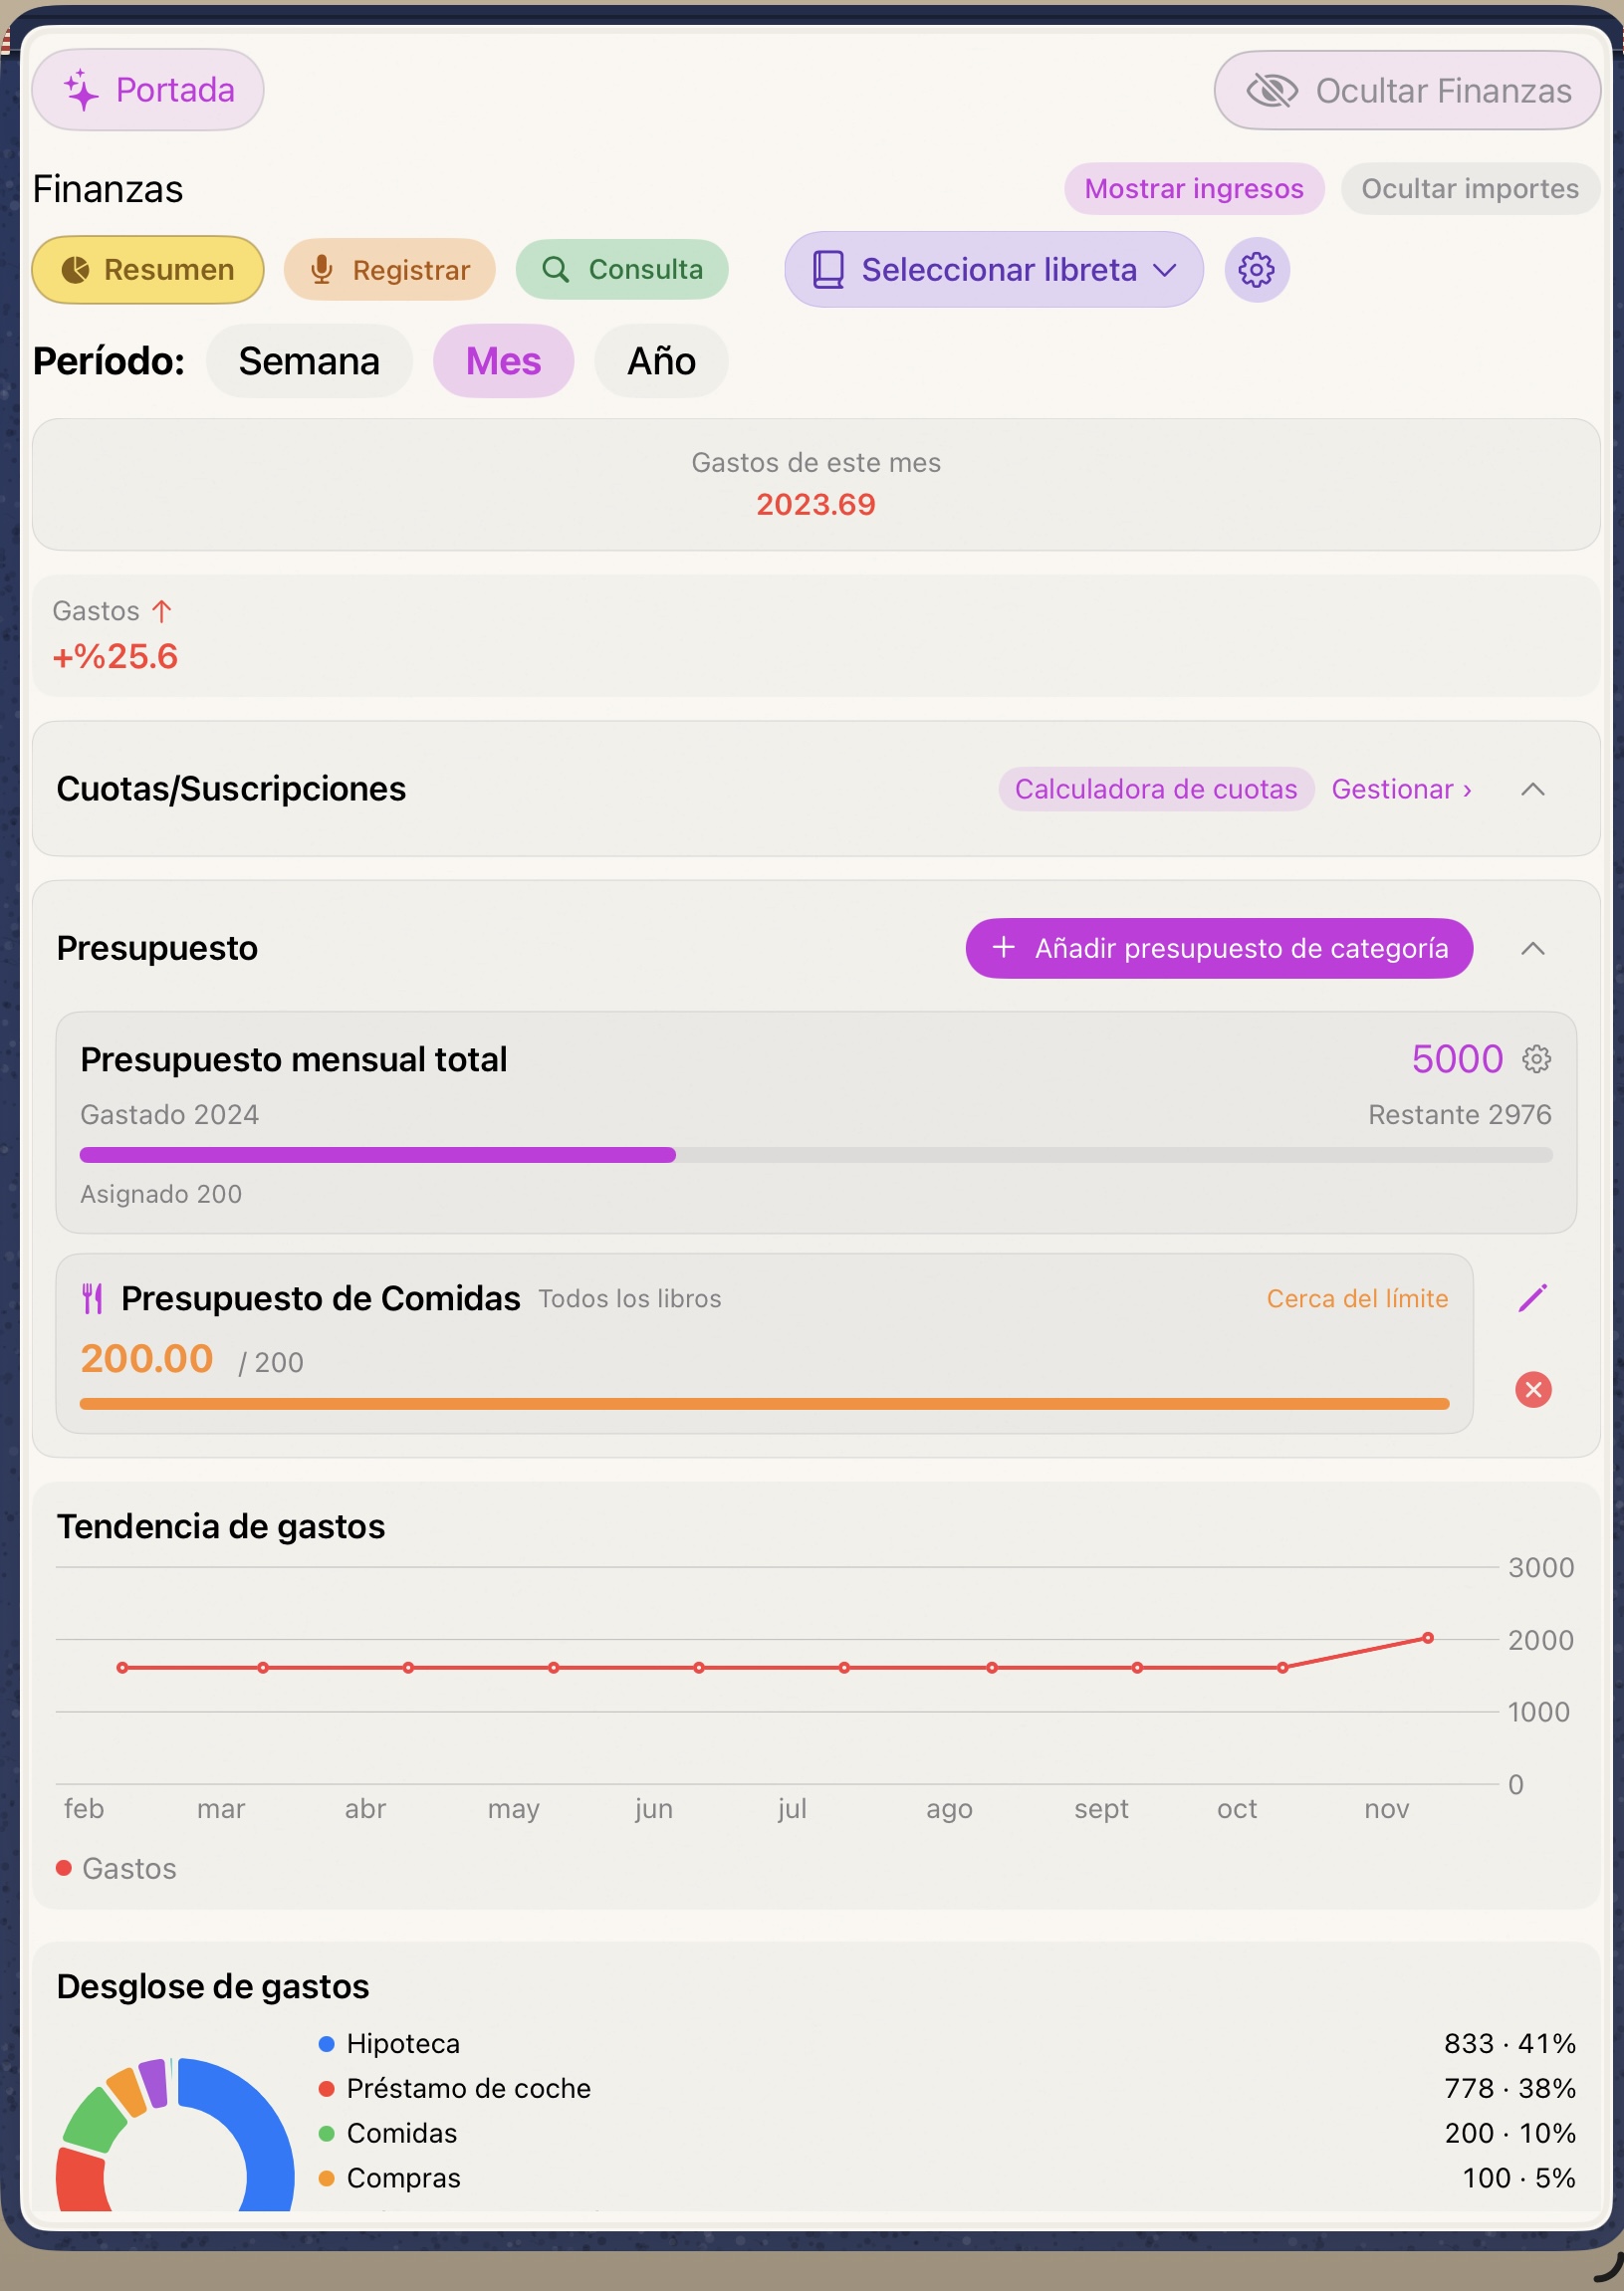 Portada
Ocultar Finanzas
Finanzas
Mostrar ingresos
Ocultar importes
Resumen
Registrar
Consulta
Seleccionar libreta
Período:
Semana
Mes
Año
Gastos de este mes
2023.69
Gastos
+%25.6
Cuotas/Suscripciones
Calculadora de cuotas
Gestionar ›
Presupuesto
+ Añadir presupuesto de categoría
Presupuesto mensual total
5000
Gastado 2024
Restante 2976
Asignado 200
Presupuesto de Comidas
Todos los libros
Cerca del límite
200.00 / 200
Tendencia de gastos
3000
2000
1000
0
feb mar abr may jun jul ago sept oct nov
Gastos
Desglose de gastos
Hipoteca 833 · 41%
Préstamo de coche 778 · 38%
Comidas 200 · 10%
Compras 100 · 5%